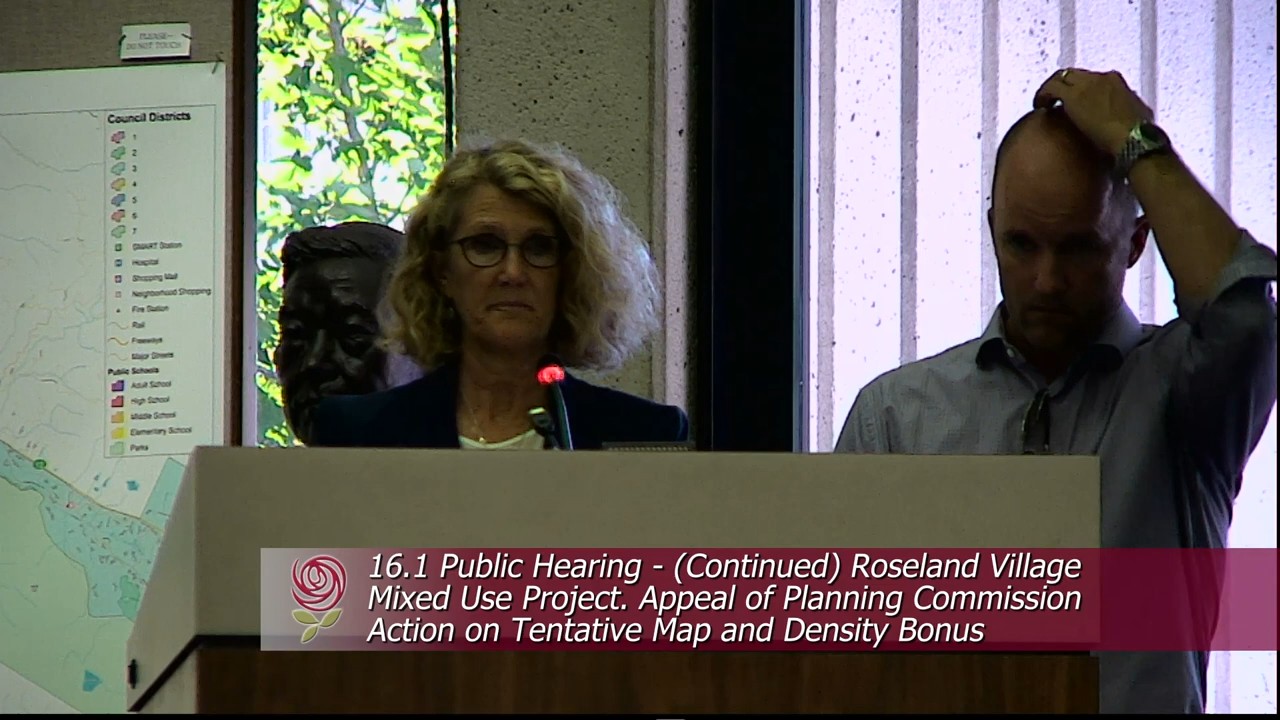 PLEASE-
DO NOT TOUCH
Council Districts
1
2
3
4
5
6
7
SMART Station
Hospital
Shopping Mall
Neighborhood Shopping
Fire Station
Rail
Freeways
Major Streets
Public Schools
Adult School
High School
Middle School
Elementary School
Parks
16.1 Public Hearing - (Continued) Roseland Village
Mixed Use Project. Appeal of Planning Commission
Action on Tentative Map and Density Bonus